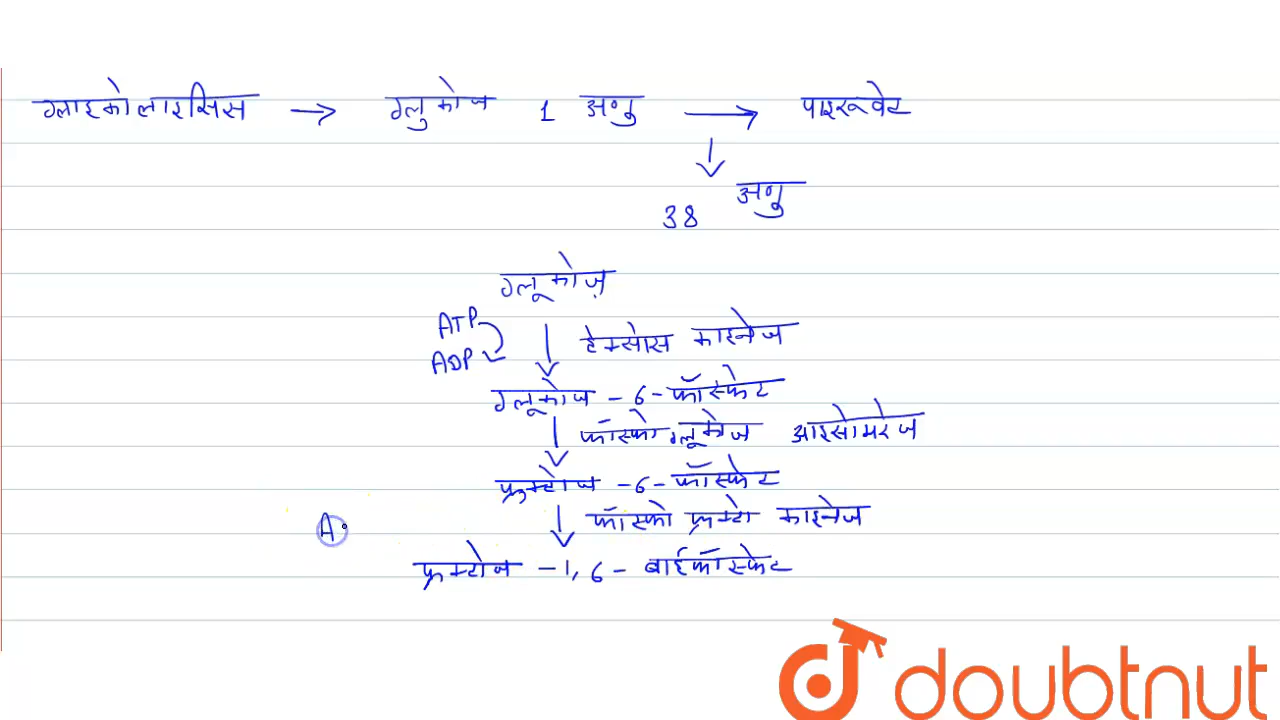 ग्लाइकोलाइसिस → ग्लुकोज 1 अणु → पाइरूवेट
↓
38 अणु
ग्लूकोज़
ATP
↓ हेक्सोस काइनेज
ADP
ग्लूकोज - 6 - फॉस्फेट
↓ फॉस्फो ग्लूकोज आइसोमरेज
फ्रक्टोज - 6 - फॉस्फेट
↓ फॉस्फो फ्रक्टो काइनेज
A
फ्रक्टोज - 1, 6 - बाईफॉस्फेट
doubtnut